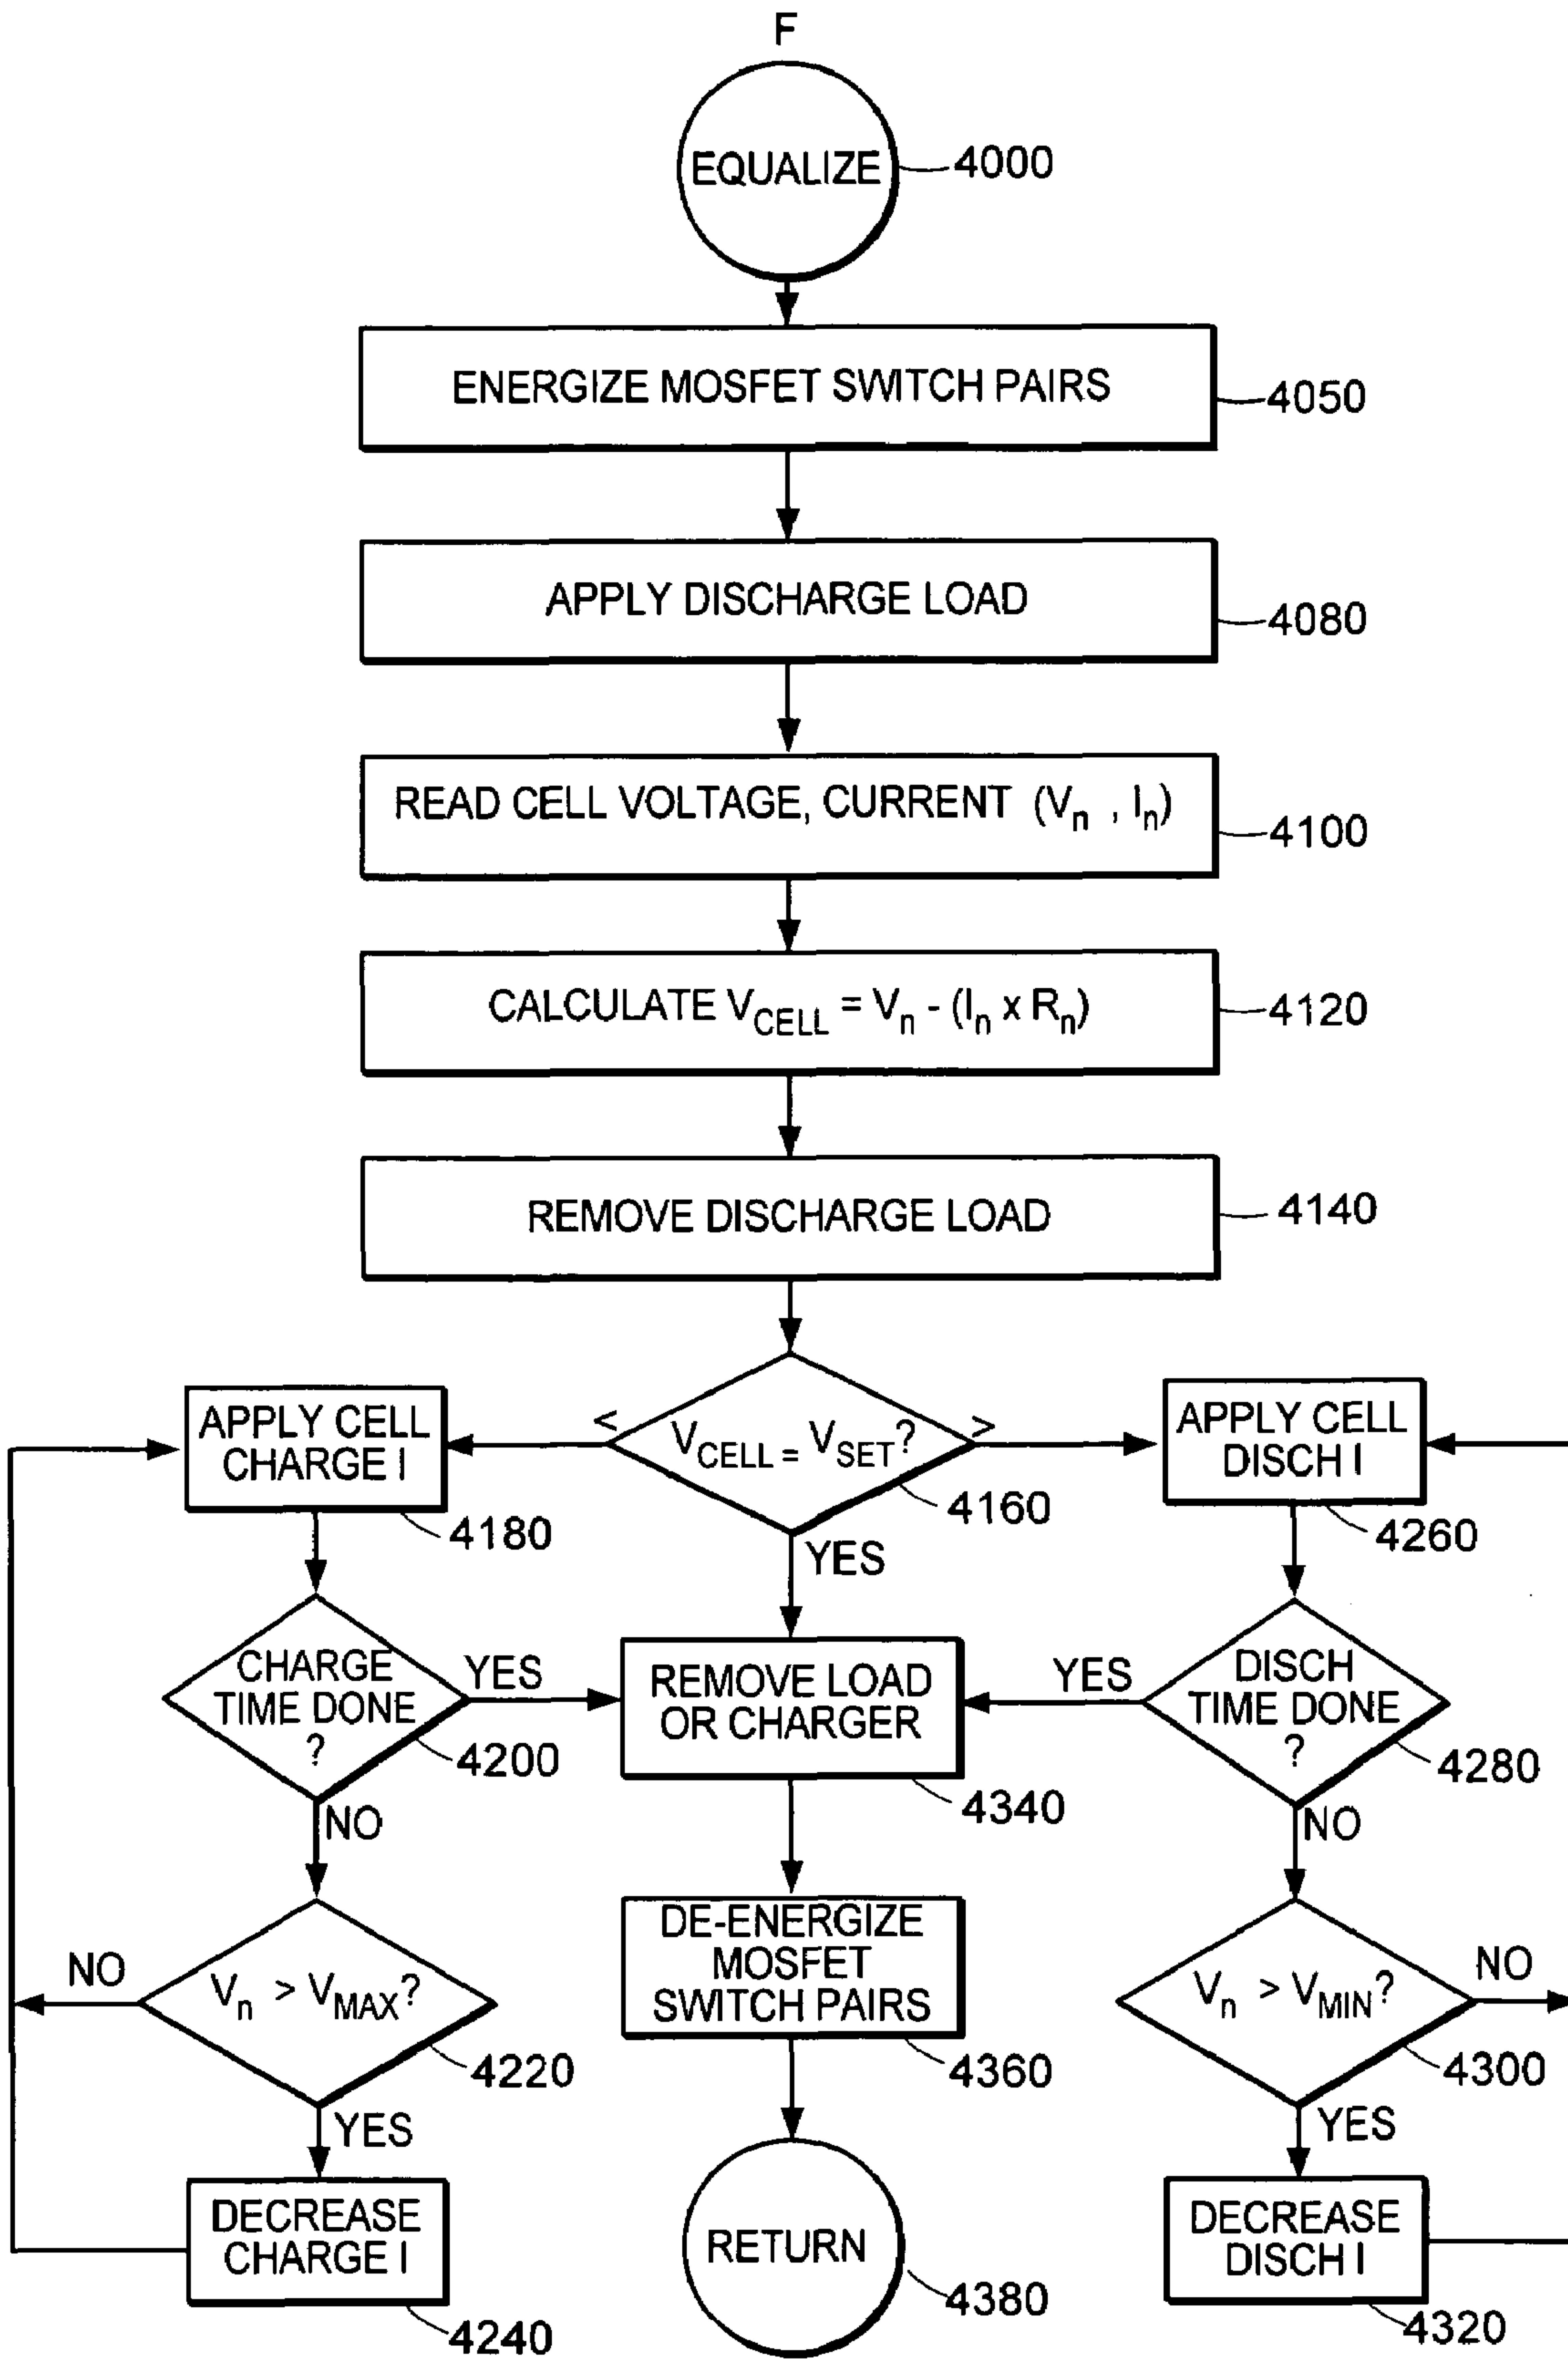 F
EQUALIZE
4000
ENERGIZE MOSFET SWITCH PAIRS
4050
APPLY DISCHARGE LOAD
4080
READ CELL VOLTAGE, CURRENT (Vn , In)
4100
CALCULATE VCELL = Vn - (In x Rn)
4120
REMOVE DISCHARGE LOAD
4140
APPLY CELL
CHARGE I
4180
<
VCELL = VSET?
>
4160
YES
APPLY CELL
DISCH I
4260
CHARGE
TIME DONE
?
4200
YES
NO
REMOVE LOAD
OR CHARGER
4340
YES
DISCH
TIME DONE
?
4280
NO
NO
Vn > VMAX?
4220
YES
DE-ENERGIZE
MOSFET
SWITCH PAIRS
4360
Vn > VMIN?
NO
4300
YES
DECREASE
CHARGE I
4240
RETURN
4380
DECREASE
DISCH I
4320